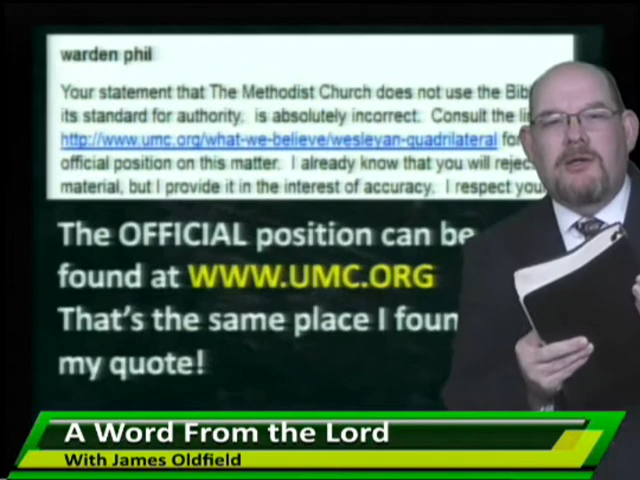 warden phil
Your statement that The Methodist Church does not use the Bib
its standard for authority. is absolutely incorrect. Consult the
http://www.umc.org/what-we-believe/wesleyan-quadrilateral for
official position on this matter. I already know that you will rejec
material, but I provide it in the interest of accuracy. I respect your
The OFFICIAL position can be
found at WWW.UMC.ORG
That's the same place I foun
my quote!
A Word From the Lord
With James Oldfield